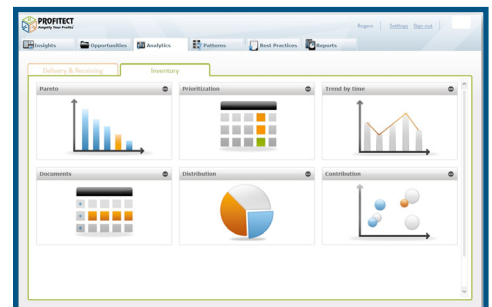 PROFITECT
Amplify Your Profits
Rogers Settings Sign out
Insights Opportunities Analytics Patterns Best Practices Reports
Delivery & Receiving Inventory
Pareto Prioritization Trend by time
Documents Distribution Contribution